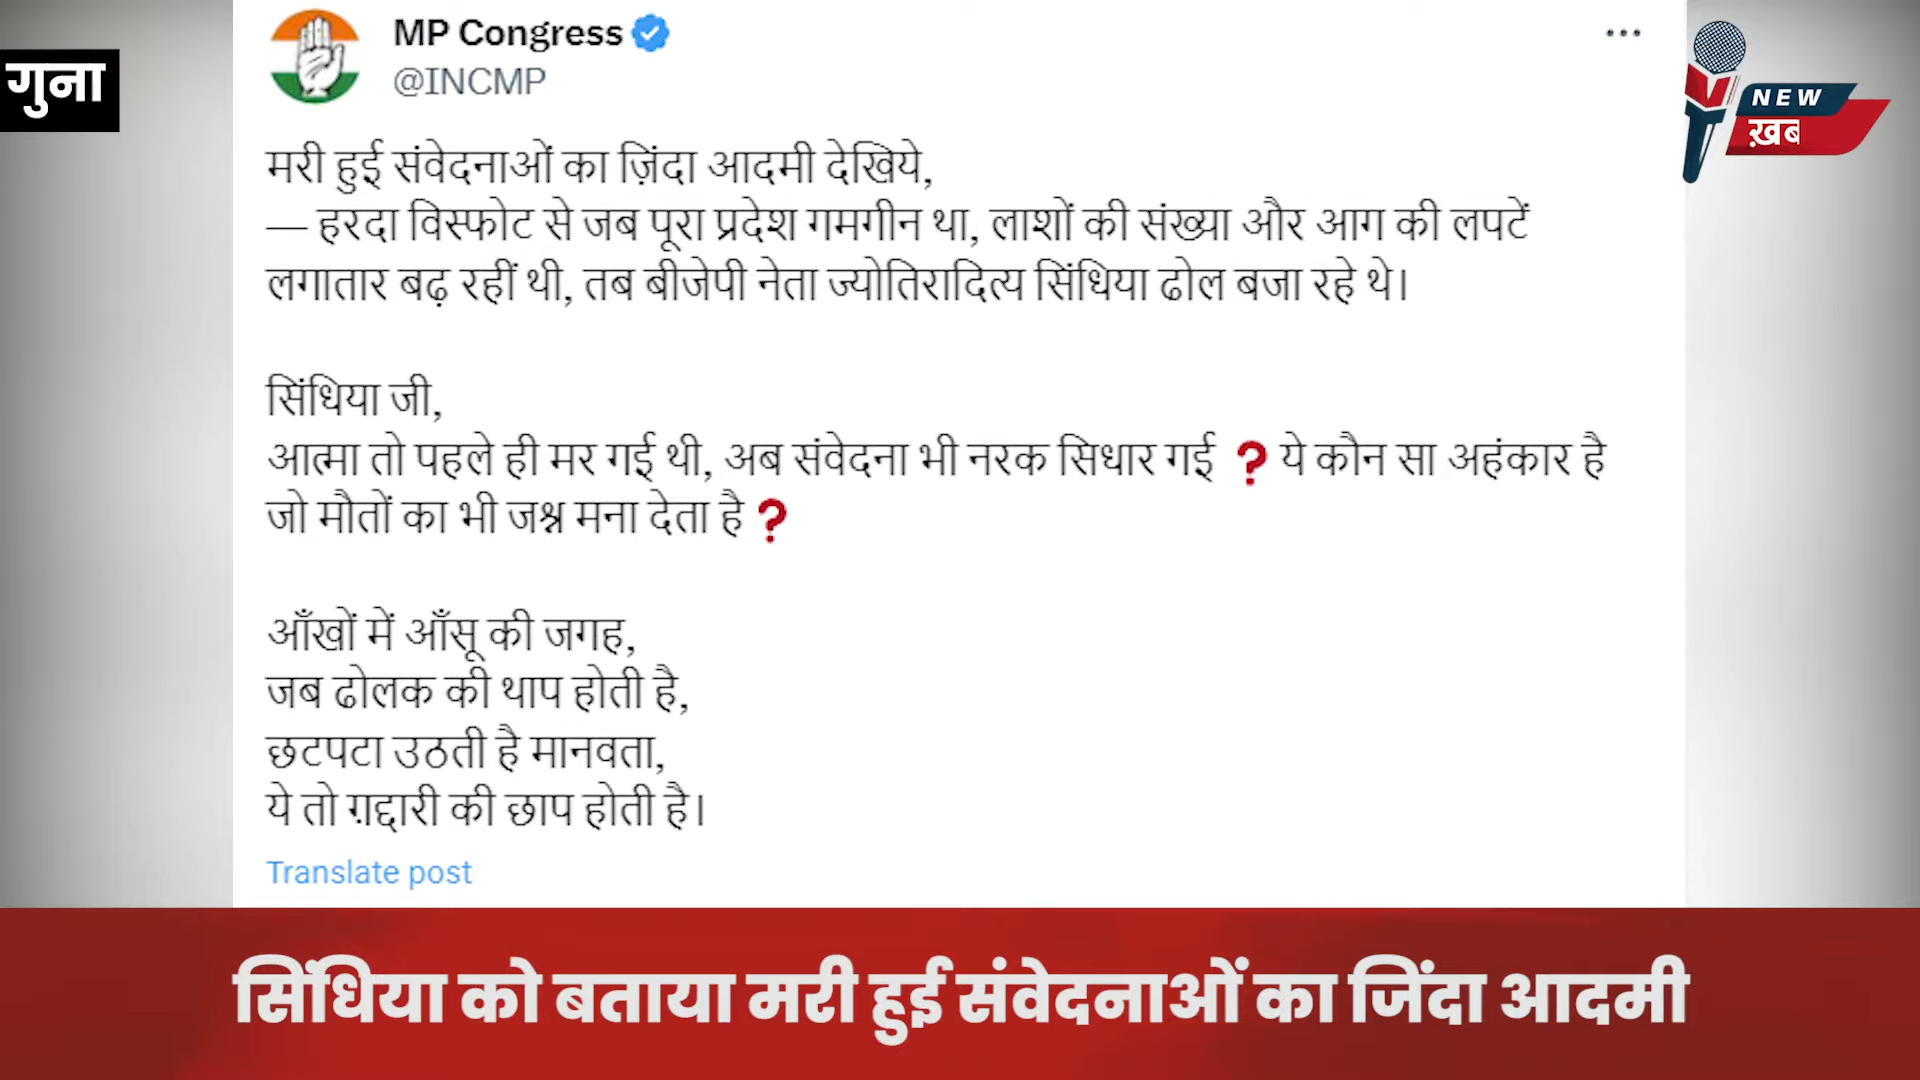 गुना
MP Congress
@INCMP
NEW
ख़ब
मरी हुई संवेदनाओं का ज़िंदा आदमी देखिये,
— हरदा विस्फोट से जब पूरा प्रदेश गमगीन था, लाशों की संख्या और आग की लपटें
लगातार बढ़ रहीं थी, तब बीजेपी नेता ज्योतिरादित्य सिंधिया ढोल बजा रहे थे।
सिंधिया जी,
आत्मा तो पहले ही मर गई थी, अब संवेदना भी नरक सिधार गई ❓ ये कौन सा अहंकार है
जो मौतों का भी जश्न मना देता है❓
आँखों में आँसू की जगह,
जब ढोलक की थाप होती है,
छटपटा उठती है मानवता,
ये तो ग़द्दारी की छाप होती है।
Translate post
सिंधिया को बताया मरी हुई संवेदनाओं का जिंदा आदमी